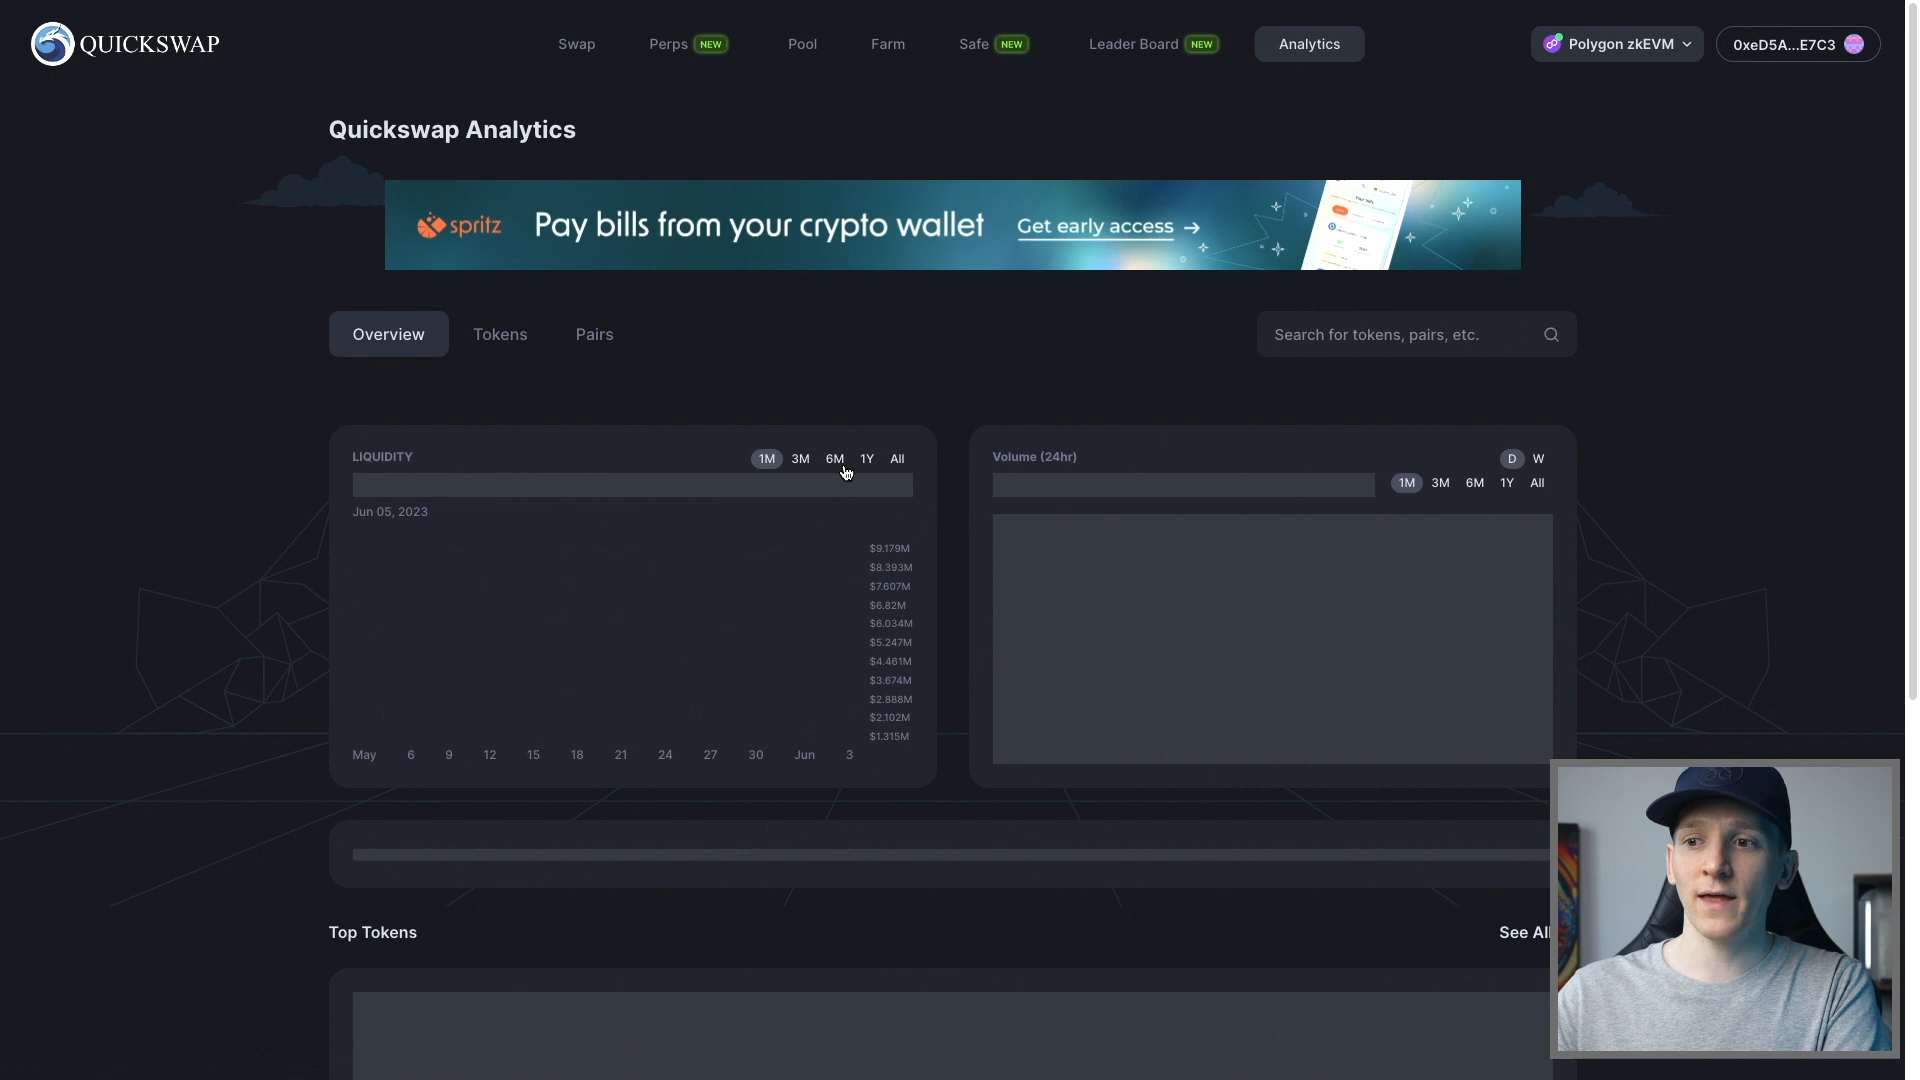 QUICKSWAP
Swap
Perps NEW
Pool
Farm
Safe NEW
Leader Board NEW
Analytics
Polygon zkEVM
0xeD5A...E7C3
Quickswap Analytics
spritz
Pay bills from your crypto wallet
Get early access →
Overview
Tokens
Pairs
Search for tokens, pairs, etc.
LIQUIDITY
1M 3M 6M 1Y All
Jun 05, 2023
$9.179M
$8.393M
$7.607M
$6.82M
$6.034M
$5.247M
$4.461M
$3.674M
$2.888M
$2.102M
$1.315M
May 6 9 12 15 18 21 24 27 30 Jun 3
Volume (24hr)
D W
1M 3M 6M 1Y All
Top Tokens
See All